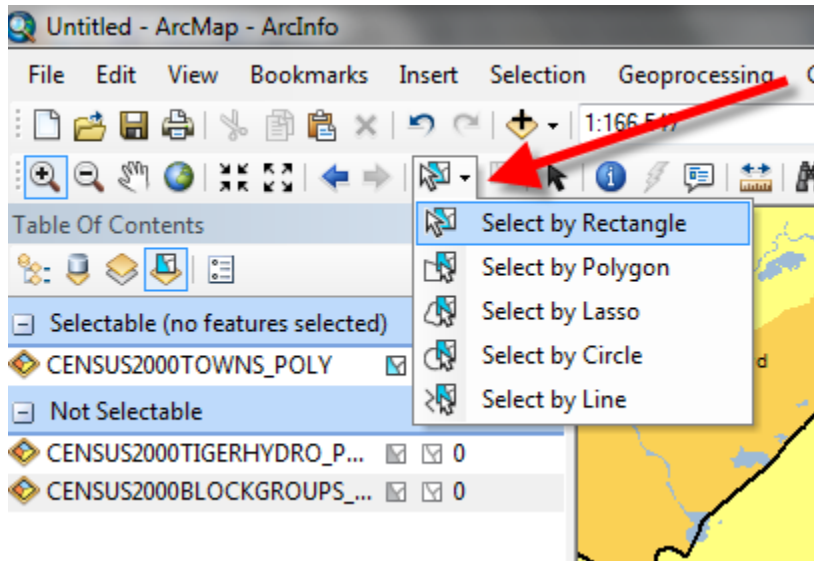 Untitled - ArcMap - ArcInfo
File Edit View Bookmarks Insert Selection Geoprocessing
Table Of Contents
Select by Rectangle
Select by Polygon
Select by Lasso
Select by Circle
Select by Line
Selectable (no features selected)
CENSUS2000TOWNS_POLY
Not Selectable
CENSUS2000TIGERHYDRO_P... 0
CENSUS2000BLOCKGROUPS_... 0